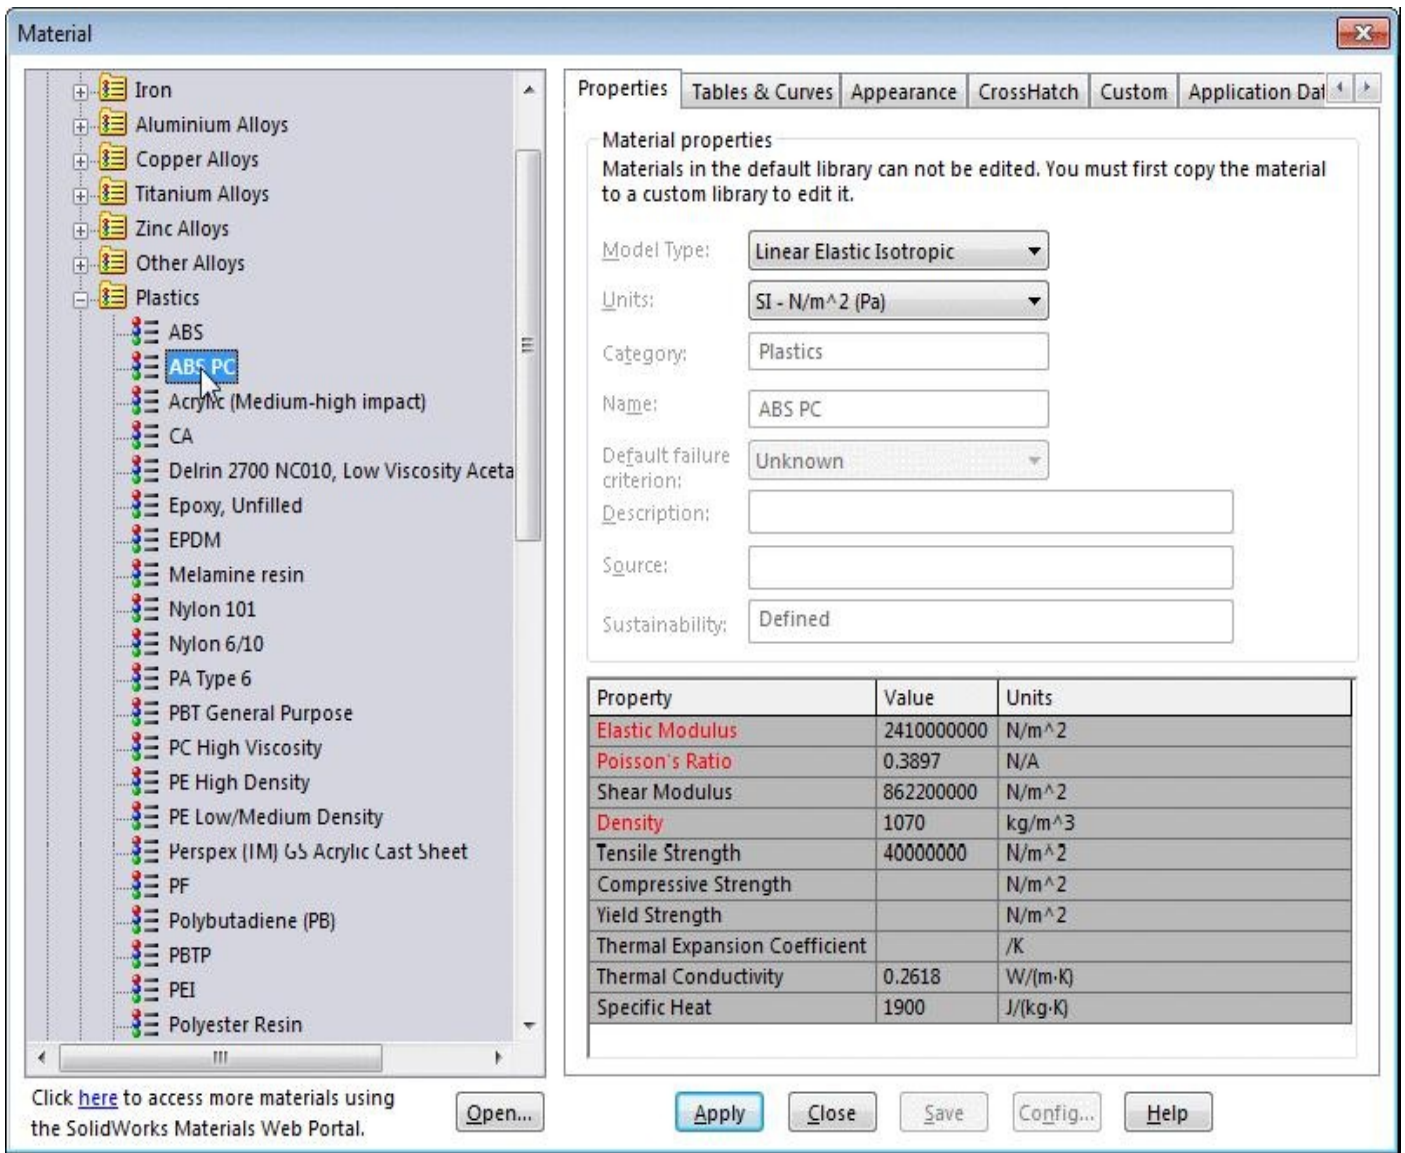 Material
Iron
Aluminium Alloys
Copper Alloys
Titanium Alloys
Zinc Alloys
Other Alloys
Plastics
ABS
ABS PC
Acrylic (Medium-high impact)
CA
Delrin 2700 NC010, Low Viscosity Aceta
Epoxy, Unfilled
EPDM
Melamine resin
Nylon 101
Nylon 6/10
PA Type 6
PBT General Purpose
PC High Viscosity
PE High Density
PE Low/Medium Density
Perspex (TM) GS Acrylic Cast Sheet
PF
Polybutadiene (PB)
PBTP
PEI
Polyester Resin
Click here to access more materials using
the SolidWorks Materials Web Portal.
Open...
Properties Tables & Curves Appearance CrossHatch Custom Application Dat
Material properties
Materials in the default library can not be edited. You must first copy the material
to a custom library to edit it.
Model Type: Linear Elastic Isotropic
Units: SI - N/m^2 (Pa)
Category: Plastics
Name: ABS PC
Default failure
criterion: Unknown
Description:
Source:
Sustainability: Defined
Property Value Units
Elastic Modulus 2410000000 N/m^2
Poisson's Ratio 0.3897 N/A
Shear Modulus 862200000 N/m^2
Density 1070 kg/m^3
Tensile Strength 40000000 N/m^2
Compressive Strength N/m^2
Yield Strength N/m^2
Thermal Expansion Coefficient /K
Thermal Conductivity 0.2618 W/(m·K)
Specific Heat 1900 J/(kg·K)
Apply Close Save Config... Help